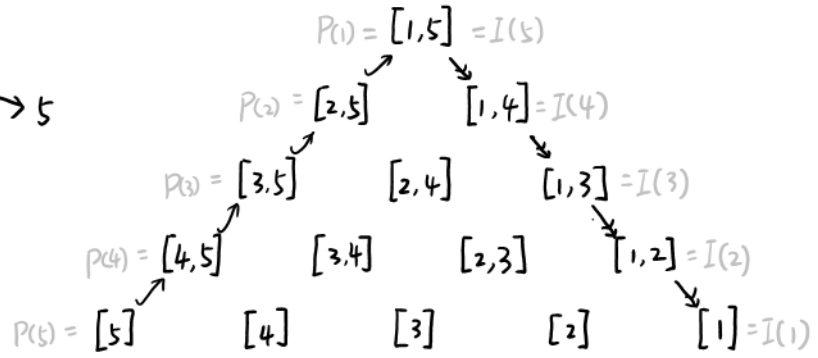 P(1) = [1,5] = I(5)
→ 5 P(2) = [2,5] [1,4] = I(4)
P(3) = [3,5] [2,4] [1,3] = I(3)
P(4) = [4,5] [3,4] [2,3] [1,2] = I(2)
P(5) = [5] [4] [3] [2] [1] = I(1)